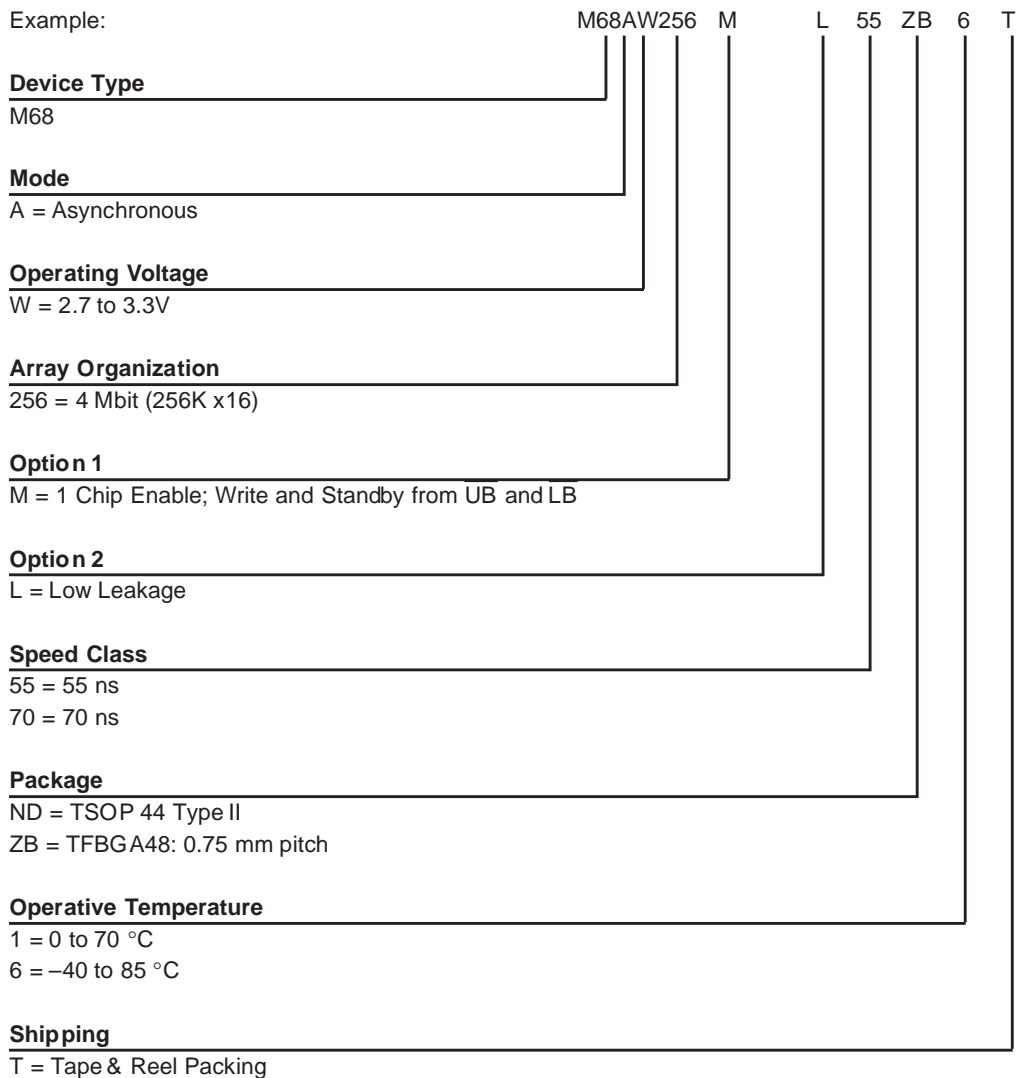 Example: M68AW256 M L 55 ZB 6 T
Device Type
M68
Mode
A = Asynchronous
Operating Voltage
W = 2.7 to 3.3V
Array Organization
256 = 4 Mbit (256K x16)
Option 1
M = 1 Chip Enable; Write and Standby from U̅B̅ and L̅B̅
Option 2
L = Low Leakage
Speed Class
55 = 55 ns
70 = 70 ns
Package
ND = TSOP 44 Type II
ZB = TFBGA48: 0.75 mm pitch
Operative Temperature
1 = 0 to 70 °C
6 = –40 to 85 °C
Shipping
T = Tape & Reel Packing